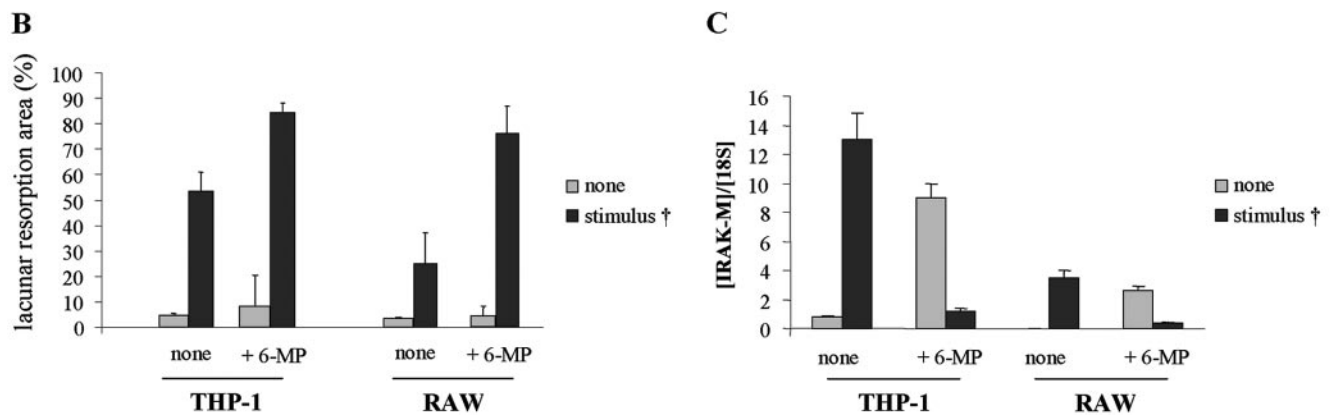 B
lacunar resorption area (%)
100
90
80
70
60
50
40
30
20
10
0
none + 6-MP none + 6-MP
THP-1 RAW
none
stimulus †
C
[IRAK-M]/[18S]
16
14
12
10
8
6
4
2
0
none + 6-MP none + 6-MP
THP-1 RAW
none
stimulus †